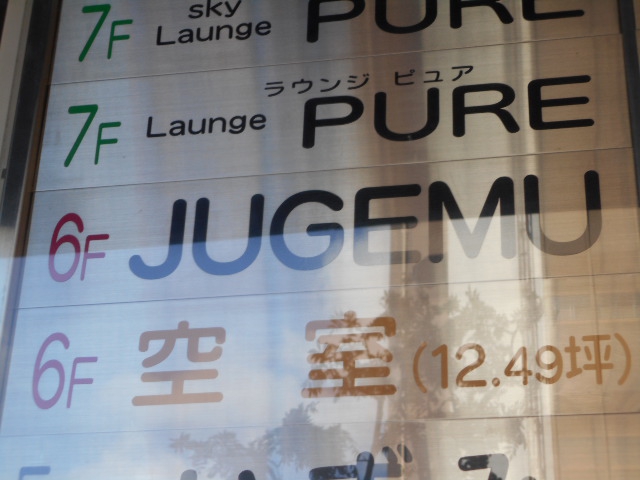 7F sky Launge PURE
ラウンジ ピュア
7F Launge PURE
6F JUGEMU
6F 空室 (12.49坪)